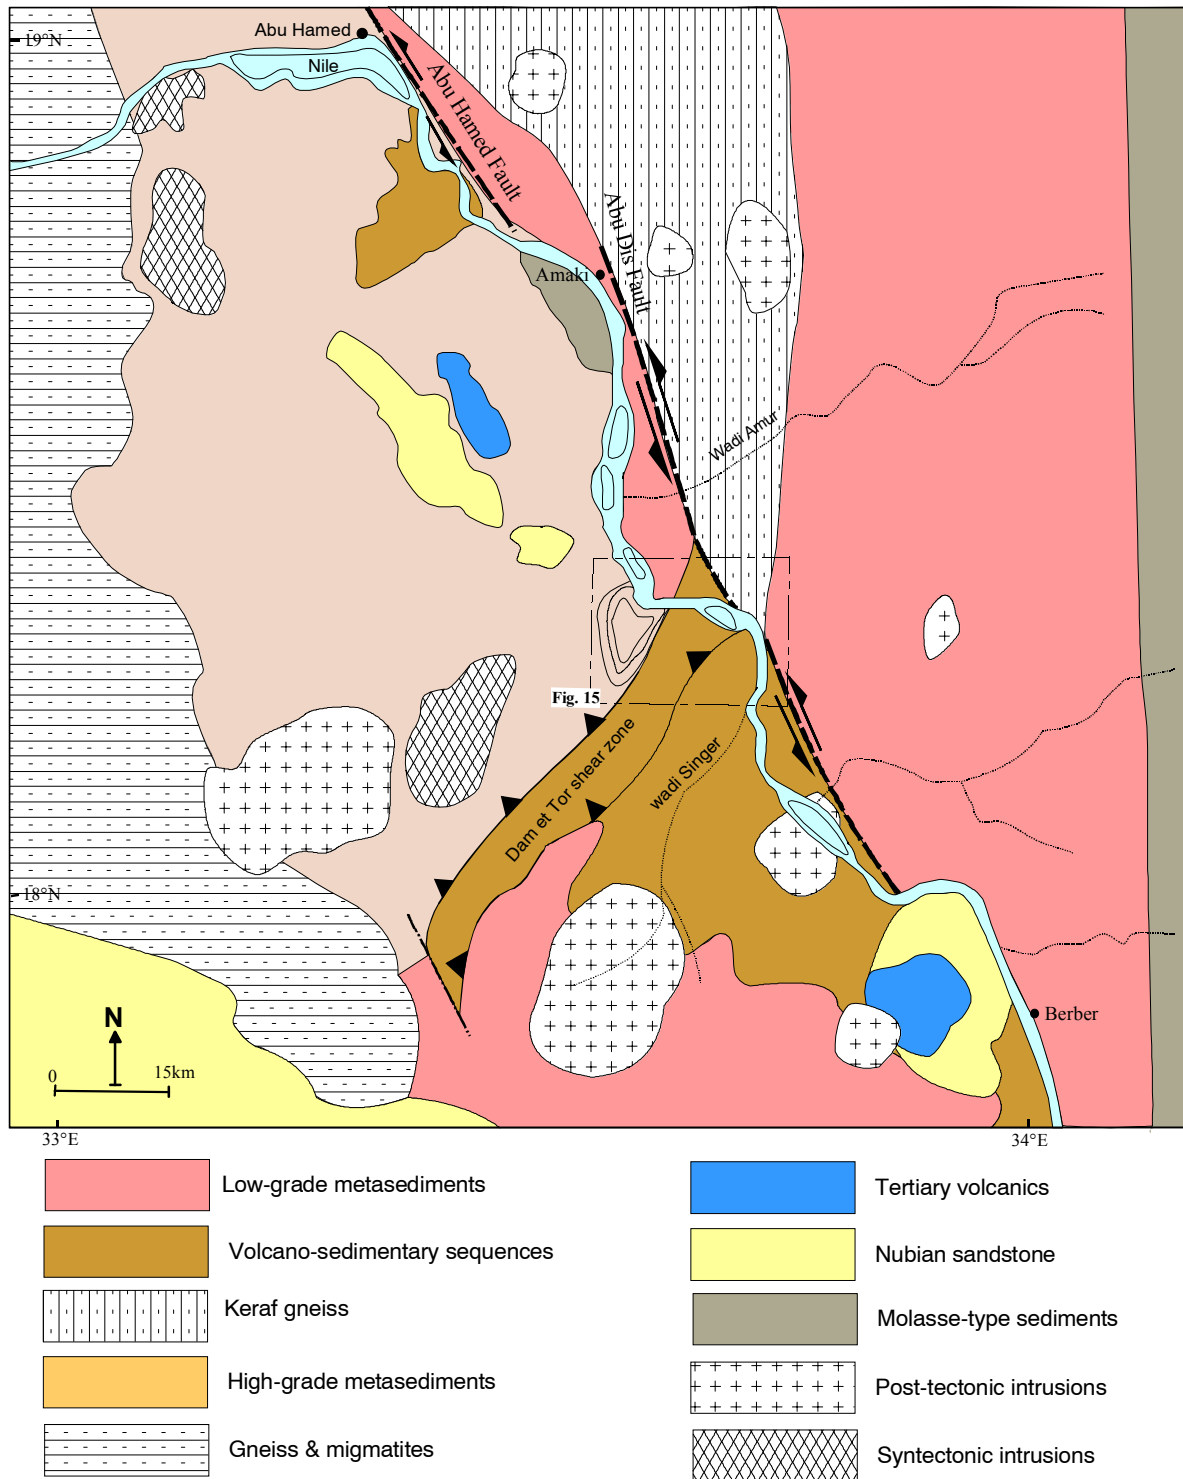 19°N
Abu Hamed
Nile
Abu Hamed Fault
Abu Dis Fault
Amaki
Wadi Amur
Fig. 15
Dam et Tor shear zone
wadi Singer
18°N
N
0 15km
Berber
33°E 34°E
Low-grade metasediments
Volcano-sedimentary sequences
Keraf gneiss
High-grade metasediments
Gneiss & migmatites
Tertiary volcanics
Nubian sandstone
Molasse-type sediments
Post-tectonic intrusions
Syntectonic intrusions